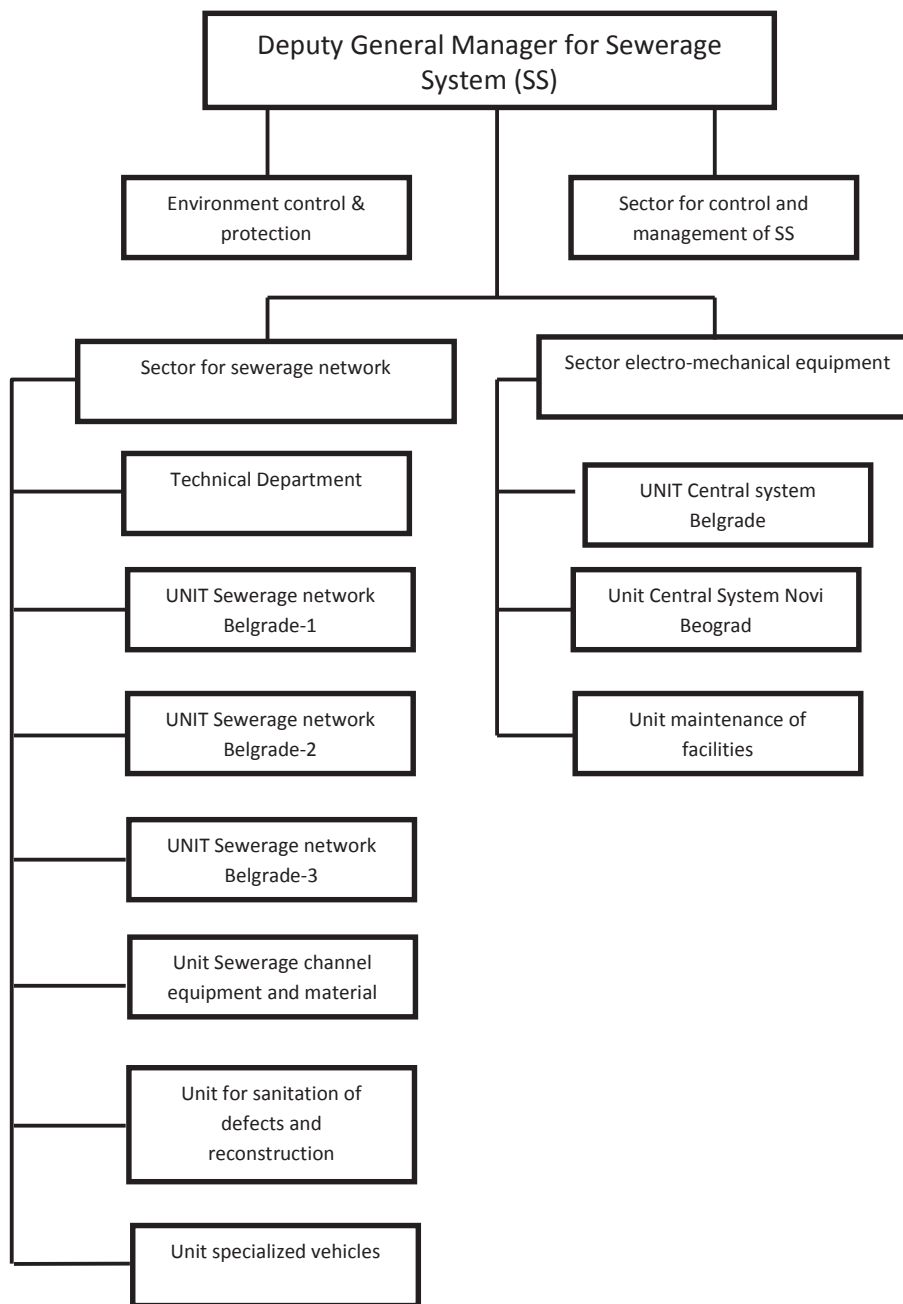 Deputy General Manager for Sewerage
System (SS)
Environment control &
protection
Sector for control and
management of SS
Sector for sewerage network
Sector electro-mechanical equipment
Technical Department
UNIT Sewerage network
Belgrade-1
UNIT Sewerage network
Belgrade-2
UNIT Sewerage network
Belgrade-3
Unit Sewerage channel
equipment and material
Unit for sanitation of
defects and
reconstruction
Unit specialized vehicles
UNIT Central system
Belgrade
Unit Central System Novi
Beograd
Unit maintenance of
facilities